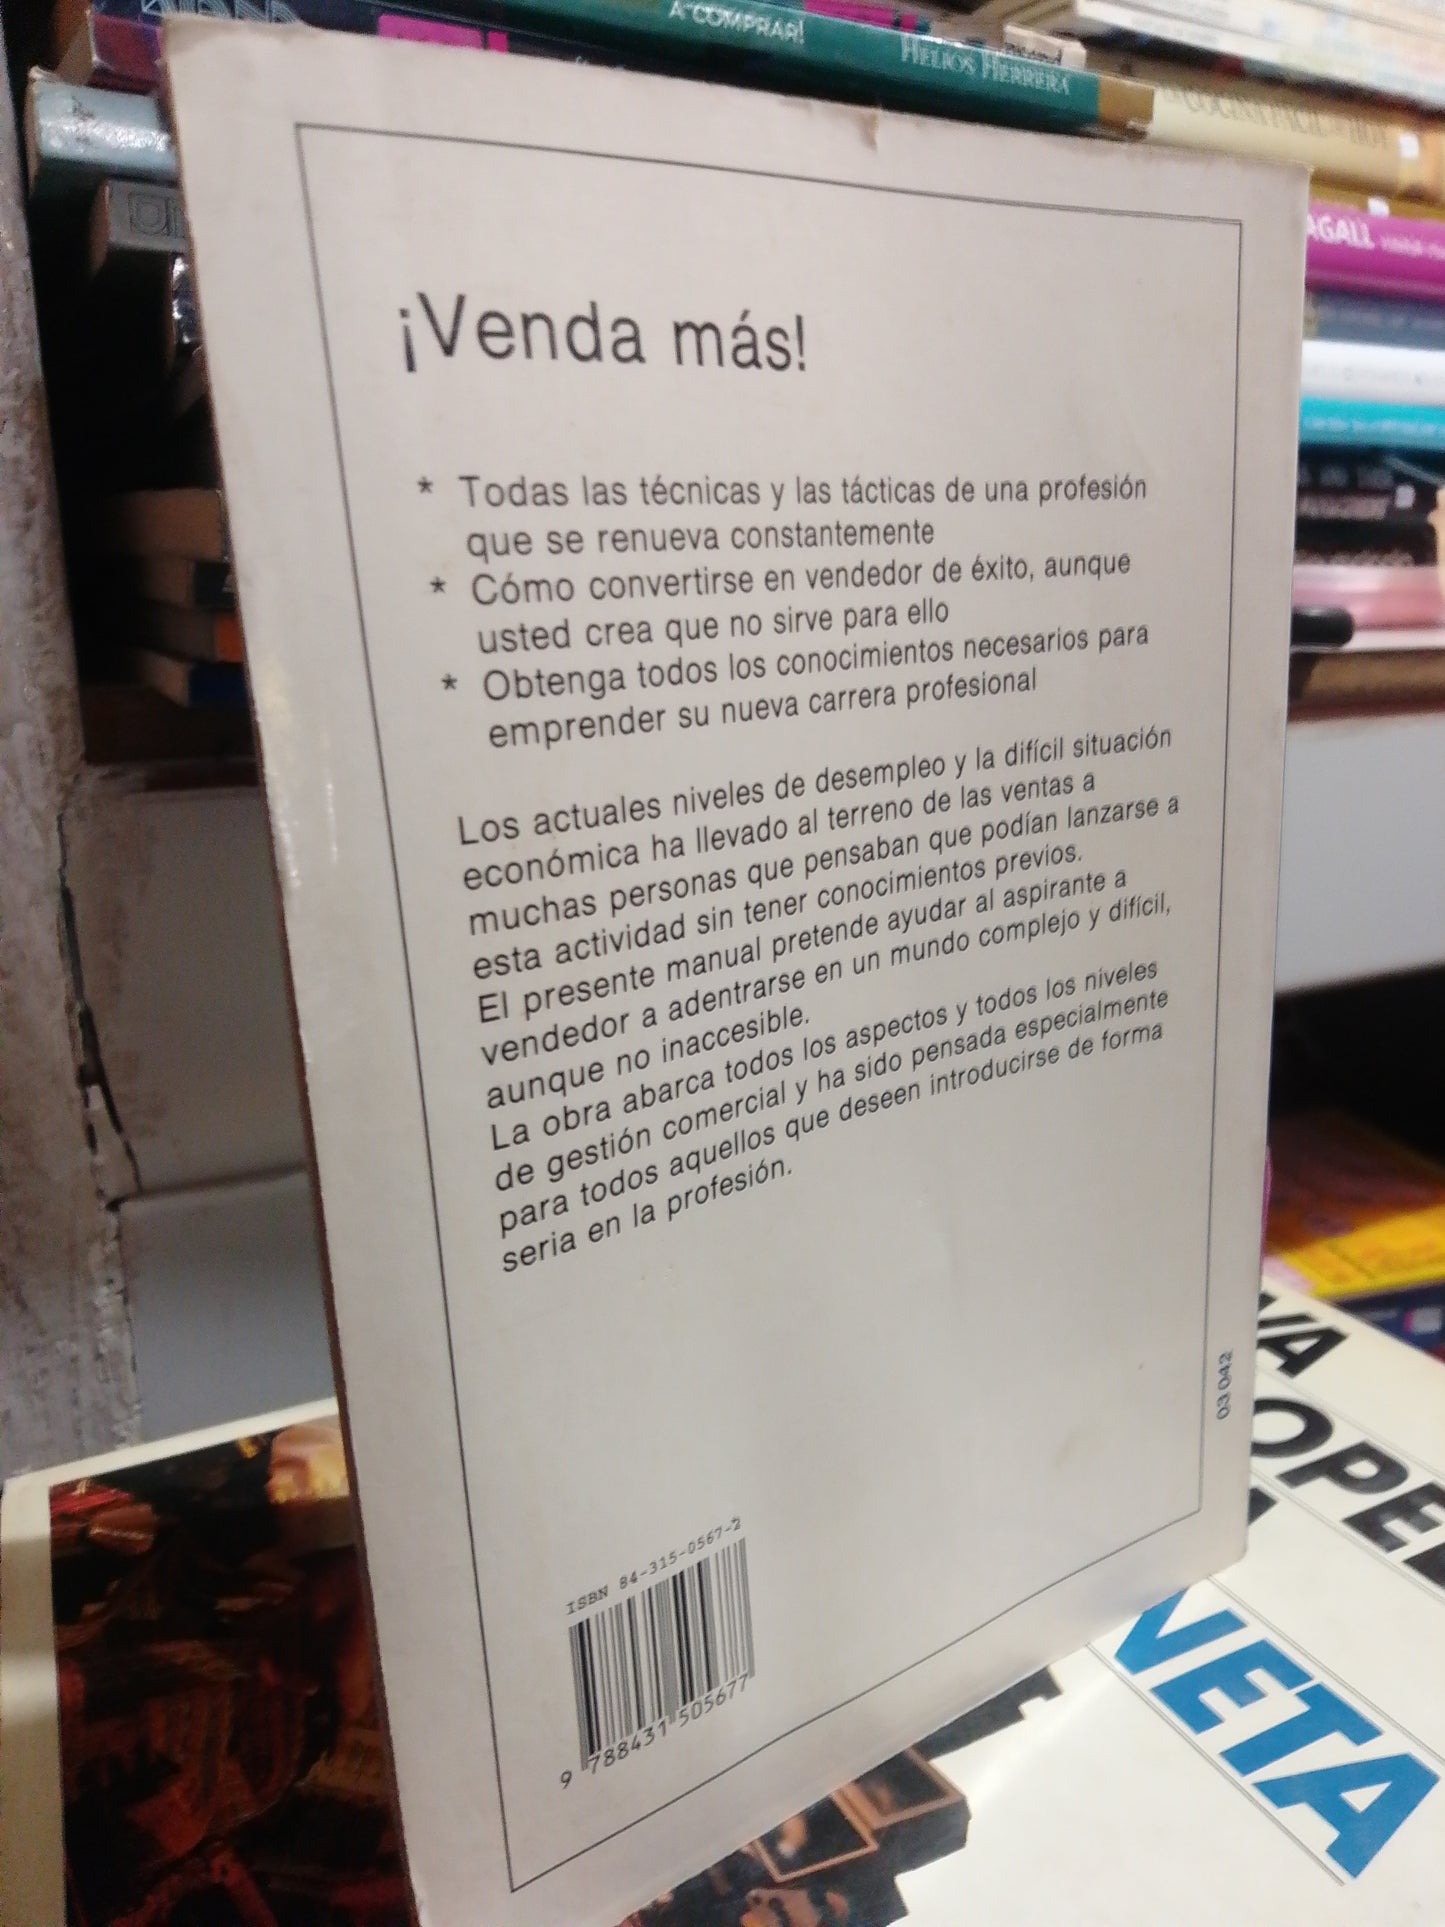 A COMPRAR!
HELIOS HERRERA
¡Venda más!
* Todas las técnicas y las tácticas de una profesión
que se renueva constantemente
* Cómo convertirse en vendedor de éxito, aunque
usted crea que no sirve para ello
* Obtenga todos los conocimientos necesarios para
emprender su nueva carrera profesional
Los actuales niveles de desempleo y la difícil situación
económica ha llevado al terreno de las ventas a
muchas personas que pensaban que podían lanzarse a
esta actividad sin tener conocimientos previos.
El presente manual pretende ayudar al aspirante a
vendedor a adentrarse en un mundo complejo y difícil,
aunque no inaccesible.
La obra abarca todos los aspectos y todos los niveles
de gestión comercial y ha sido pensada especialmente
para todos aquellos que deseen introducirse de forma
seria en la profesión.
03 042
ISBN 84-315-0567-2
9 788431 505677
AGALL
VA
OPE
NETA